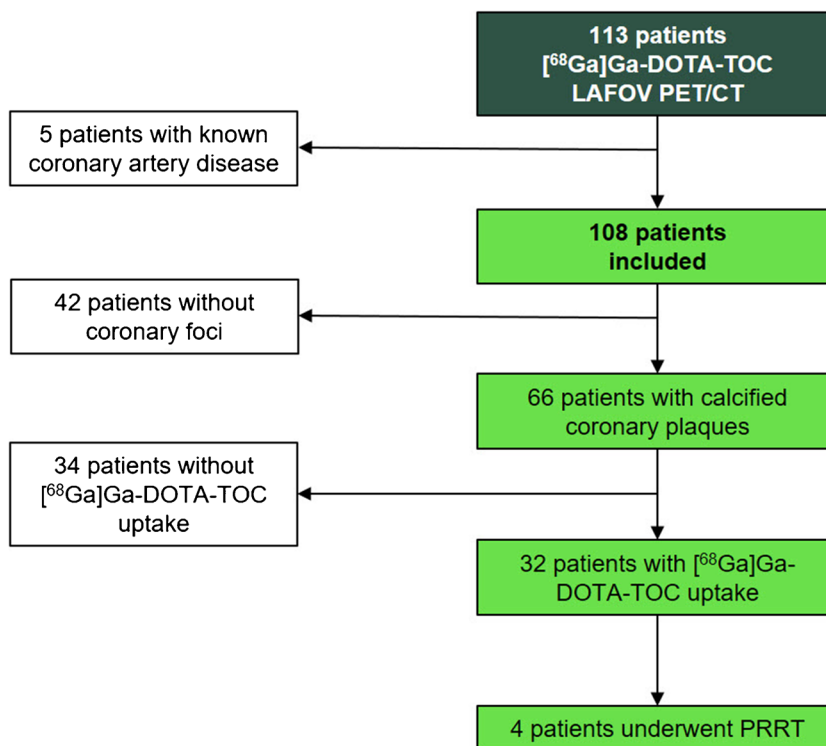 113 patients
[⁶⁸Ga]Ga-DOTA-TOC
LAFOV PET/CT
5 patients with known
coronary artery disease
108 patients
included
42 patients without
coronary foci
66 patients with calcified
coronary plaques
34 patients without
[⁶⁸Ga]Ga-DOTA-TOC
uptake
32 patients with [⁶⁸Ga]Ga-
DOTA-TOC uptake
4 patients underwent PRRT